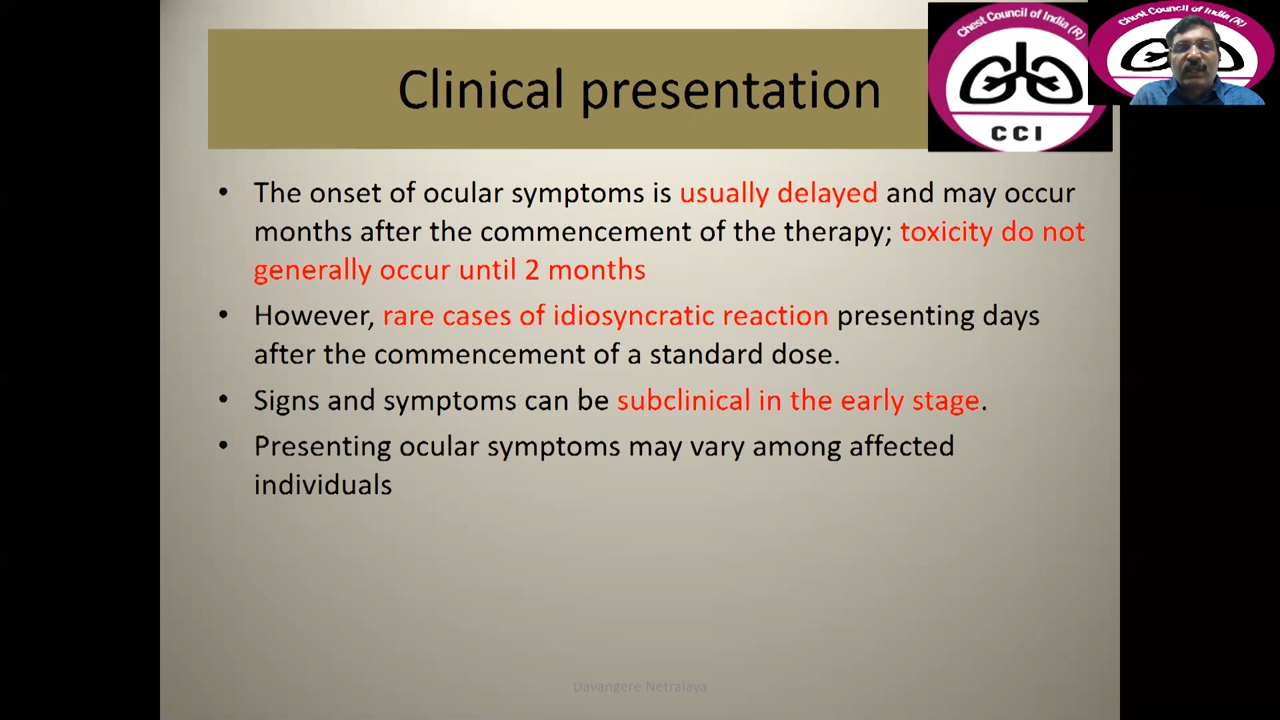 Clinical presentation
Chest Council of India (R)
CCI
Chest Council of India (R)
• The onset of ocular symptoms is usually delayed and may occur
months after the commencement of the therapy; toxicity do not
generally occur until 2 months
• However, rare cases of idiosyncratic reaction presenting days
after the commencement of a standard dose.
• Signs and symptoms can be subclinical in the early stage.
• Presenting ocular symptoms may vary among affected
individuals
Davangere Netralaya